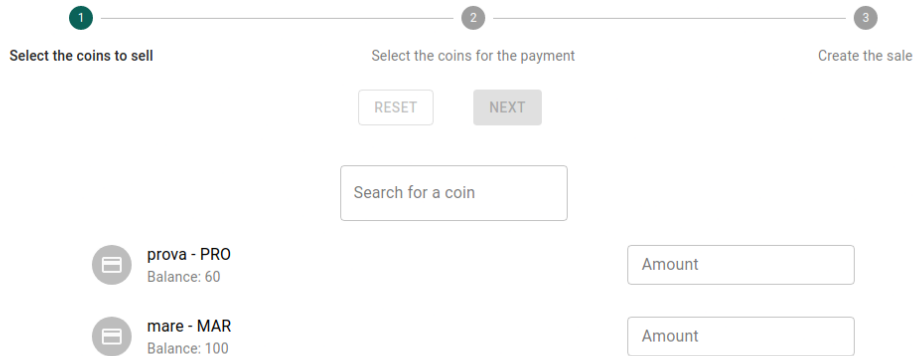 1 2 3
Select the coins to sell Select the coins for the payment Create the sale
RESET NEXT
Search for a coin
prova - PRO
Balance: 60
Amount
mare - MAR
Balance: 100
Amount